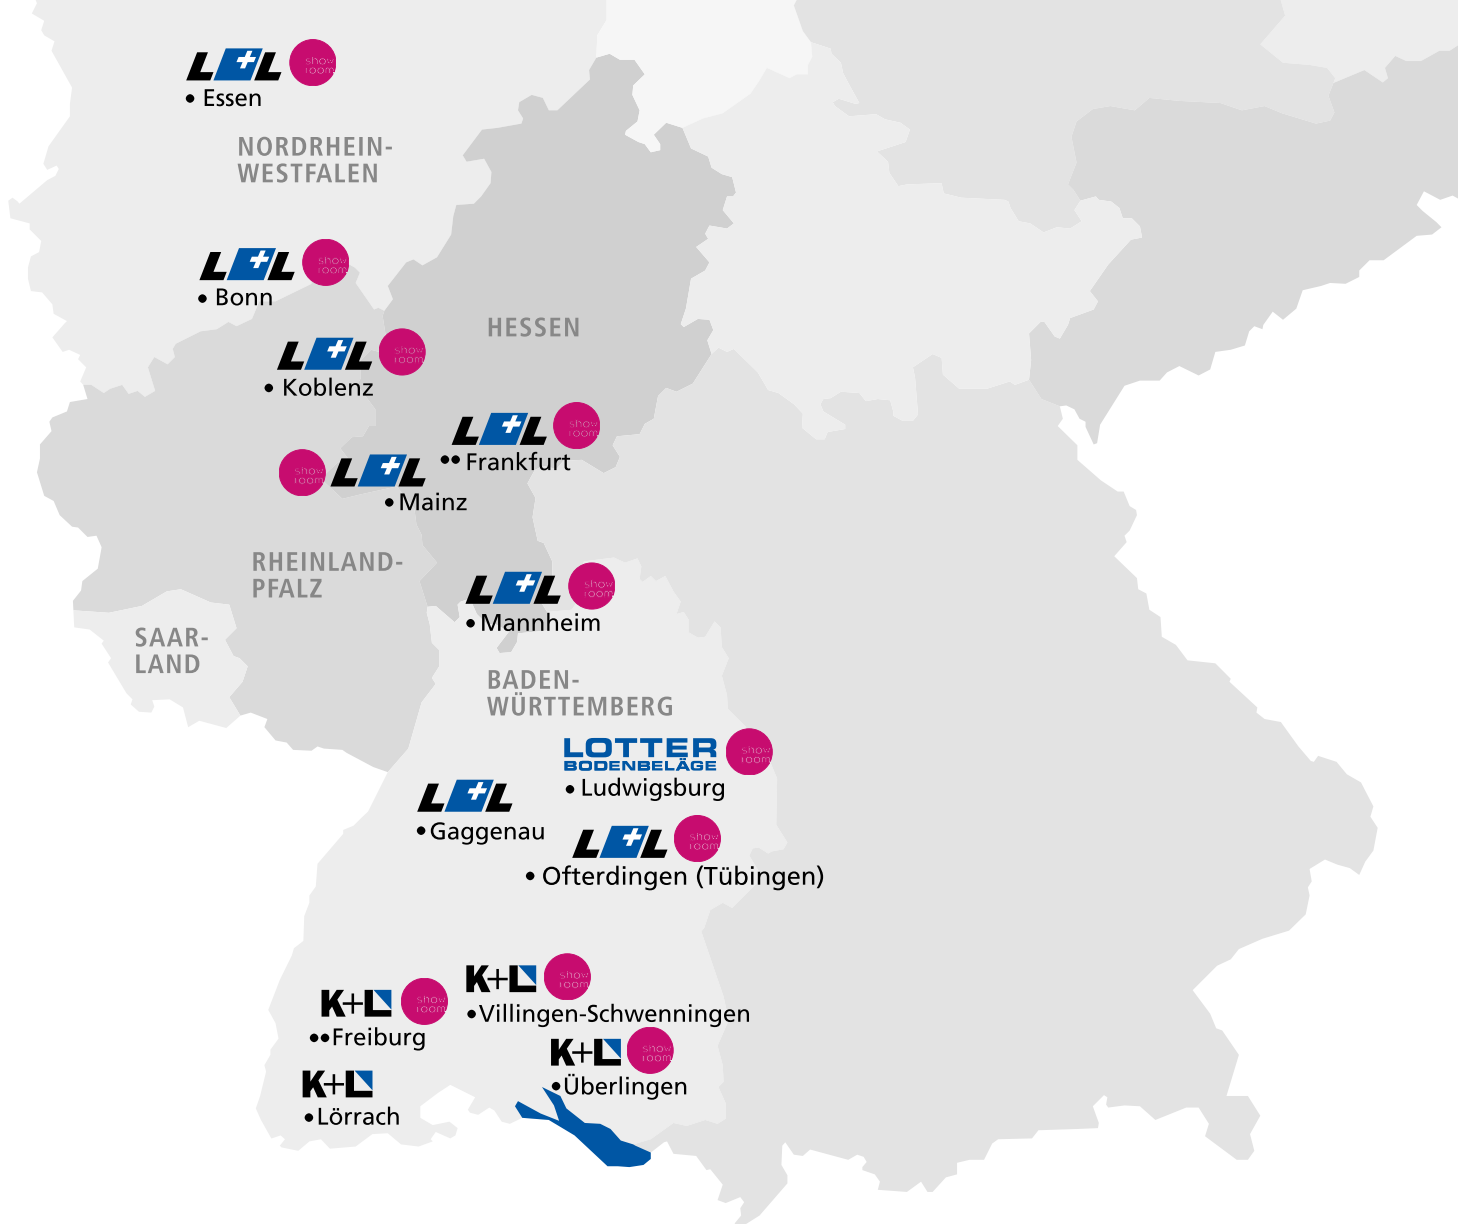 L+L show room
Essen
NORDRHEIN-
WESTFALEN
L+L show room
Bonn
HESSEN
L+L show room
Koblenz
L+L show room
Frankfurt
show room L+L
Mainz
RHEINLAND-
PFALZ
L+L show room
Mannheim
SAAR-
LAND
BADEN-
WÜRTTEMBERG
LOTTER show room
BODENBELÄGE
Ludwigsburg
L+L
Gaggenau
L+L show room
Ofterdingen (Tübingen)
K+L show room
Villingen-Schwenningen
K+L show room
Freiburg
K+L show room
Überlingen
K+L
Lörrach